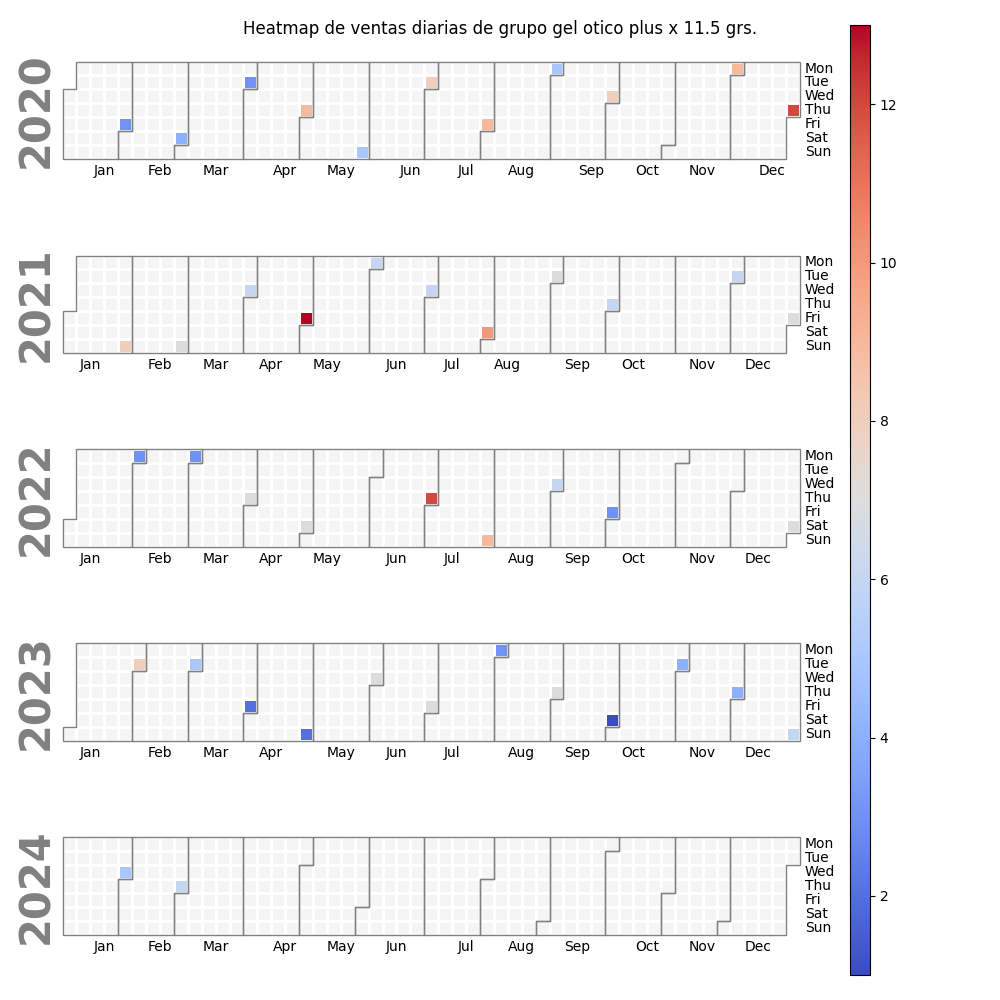 Heatmap de ventas diarias de grupo gel otico plus x 11.5 grs.
2020
Mon
Tue
Wed
Thu
Fri
Sat
Sun
Jan Feb Mar Apr May Jun Jul Aug Sep Oct Nov Dec
2021
Mon
Tue
Wed
Thu
Fri
Sat
Sun
Jan Feb Mar Apr May Jun Jul Aug Sep Oct Nov Dec
2022
Mon
Tue
Wed
Thu
Fri
Sat
Sun
Jan Feb Mar Apr May Jun Jul Aug Sep Oct Nov Dec
2023
Mon
Tue
Wed
Thu
Fri
Sat
Sun
Jan Feb Mar Apr May Jun Jul Aug Sep Oct Nov Dec
2024
Mon
Tue
Wed
Thu
Fri
Sat
Sun
Jan Feb Mar Apr May Jun Jul Aug Sep Oct Nov Dec
12
10
8
6
4
2